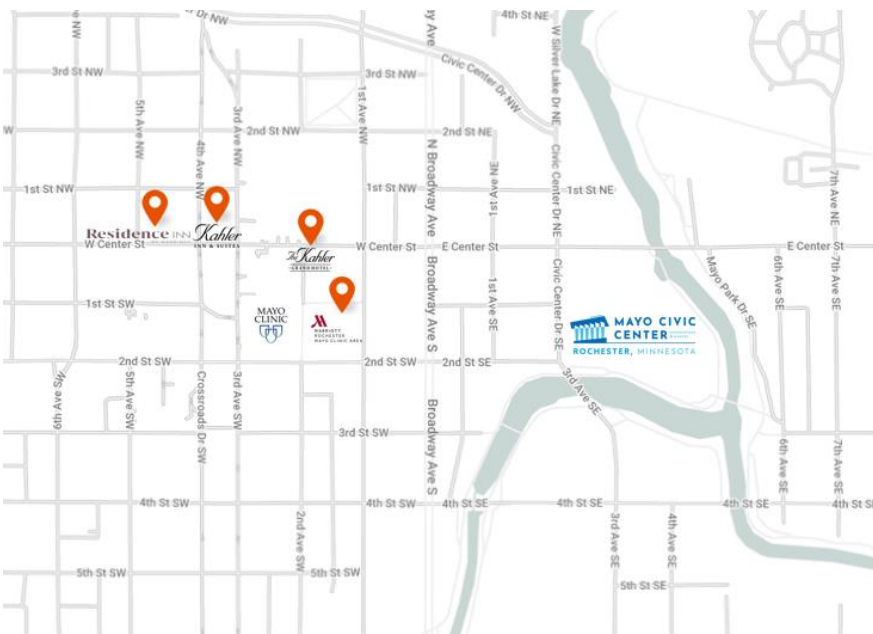 Dr NW
4th St NE
3rd St NW
3rd St NW
Civic Center Dr NW
W Silver Lake Dr NE
5th Ave NW
4th Ave NW
3rd Ave NW
1st Ave NW
2nd St NW
2nd St NE
N Broadway Ave
1st Ave NE
Civic Center Dr NE
7th Ave NE
1st St NW
1st St NW
1st St NE
Residence INN
Kahler
INN & SUITES
W Center St
The Kahler
GRAND HOTEL
W Center St
E Center St
E Center St
Broadway Ave S
1st Ave SE
Civic Center Dr SE
Mayo Park Dr SE
6th Ave SE
7th Ave SE
1st St SW
MAYO
CLINIC
MARRIOTT
ROCHESTER
MAYO CLINIC AREA
MAYO CIVIC
CENTER
ROCHESTER, MINNESOTA
2nd St SW
2nd St SW
2nd St SE
6th Ave SW
5th Ave SW
Crossroads Dr SW
3rd Ave SW
Broadway Ave S
3rd Ave SE
3rd St SW
6th Ave SE
7th Ave SE
4th St SW
4th St SW
4th St SE
4th St SE
4th St SE
4th St SE
2nd Ave SW
3rd Ave SE
4th Ave SE
5th St SW
5th St SW
5th St SE